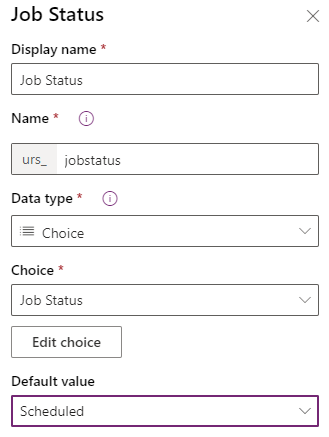 Job Status
Display name *
Job Status
Name *
urs_ jobstatus
Data type *
Choice
Choice *
Job Status
Edit choice
Default value
Scheduled